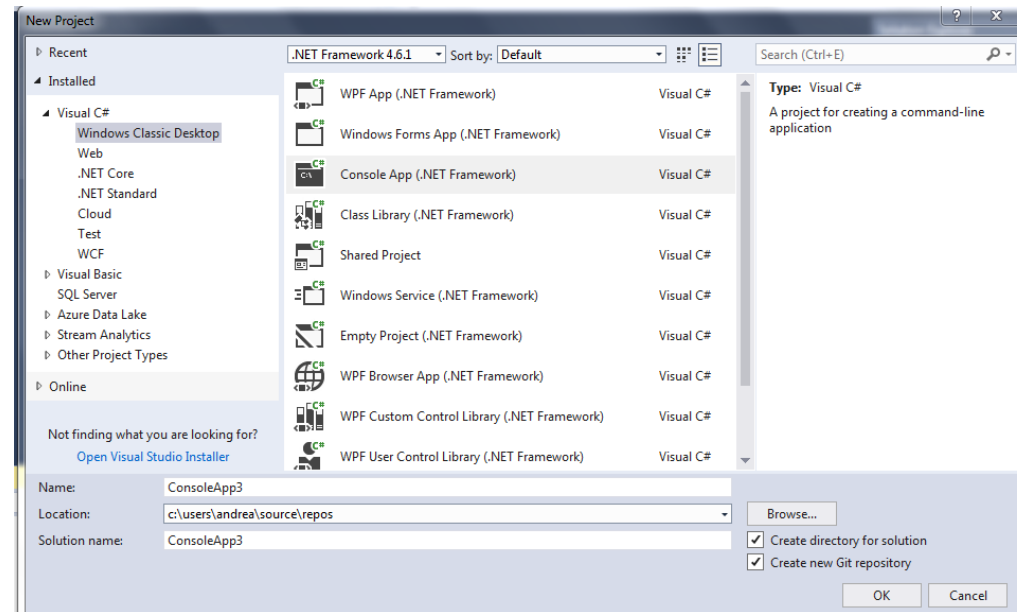 New Project
Recent
Installed
Visual C#
Windows Classic Desktop
Web
.NET Core
.NET Standard
Cloud
Test
WCF
Visual Basic
SQL Server
Azure Data Lake
Stream Analytics
Other Project Types
Online
Not finding what you are looking for?
Open Visual Studio Installer
.NET Framework 4.6.1 Sort by: Default
WPF App (.NET Framework) Visual C#
Windows Forms App (.NET Framework) Visual C#
Console App (.NET Framework) Visual C#
Class Library (.NET Framework) Visual C#
Shared Project Visual C#
Windows Service (.NET Framework) Visual C#
Empty Project (.NET Framework) Visual C#
WPF Browser App (.NET Framework) Visual C#
WPF Custom Control Library (.NET Framework) Visual C#
WPF User Control Library (.NET Framework) Visual C#
Search (Ctrl+E)
Type: Visual C#
A project for creating a command-line
application
Name: ConsoleApp3
Location: c:\users\andrea\source\repos
Browse...
Solution name: ConsoleApp3
Create directory for solution
Create new Git repository
OK Cancel